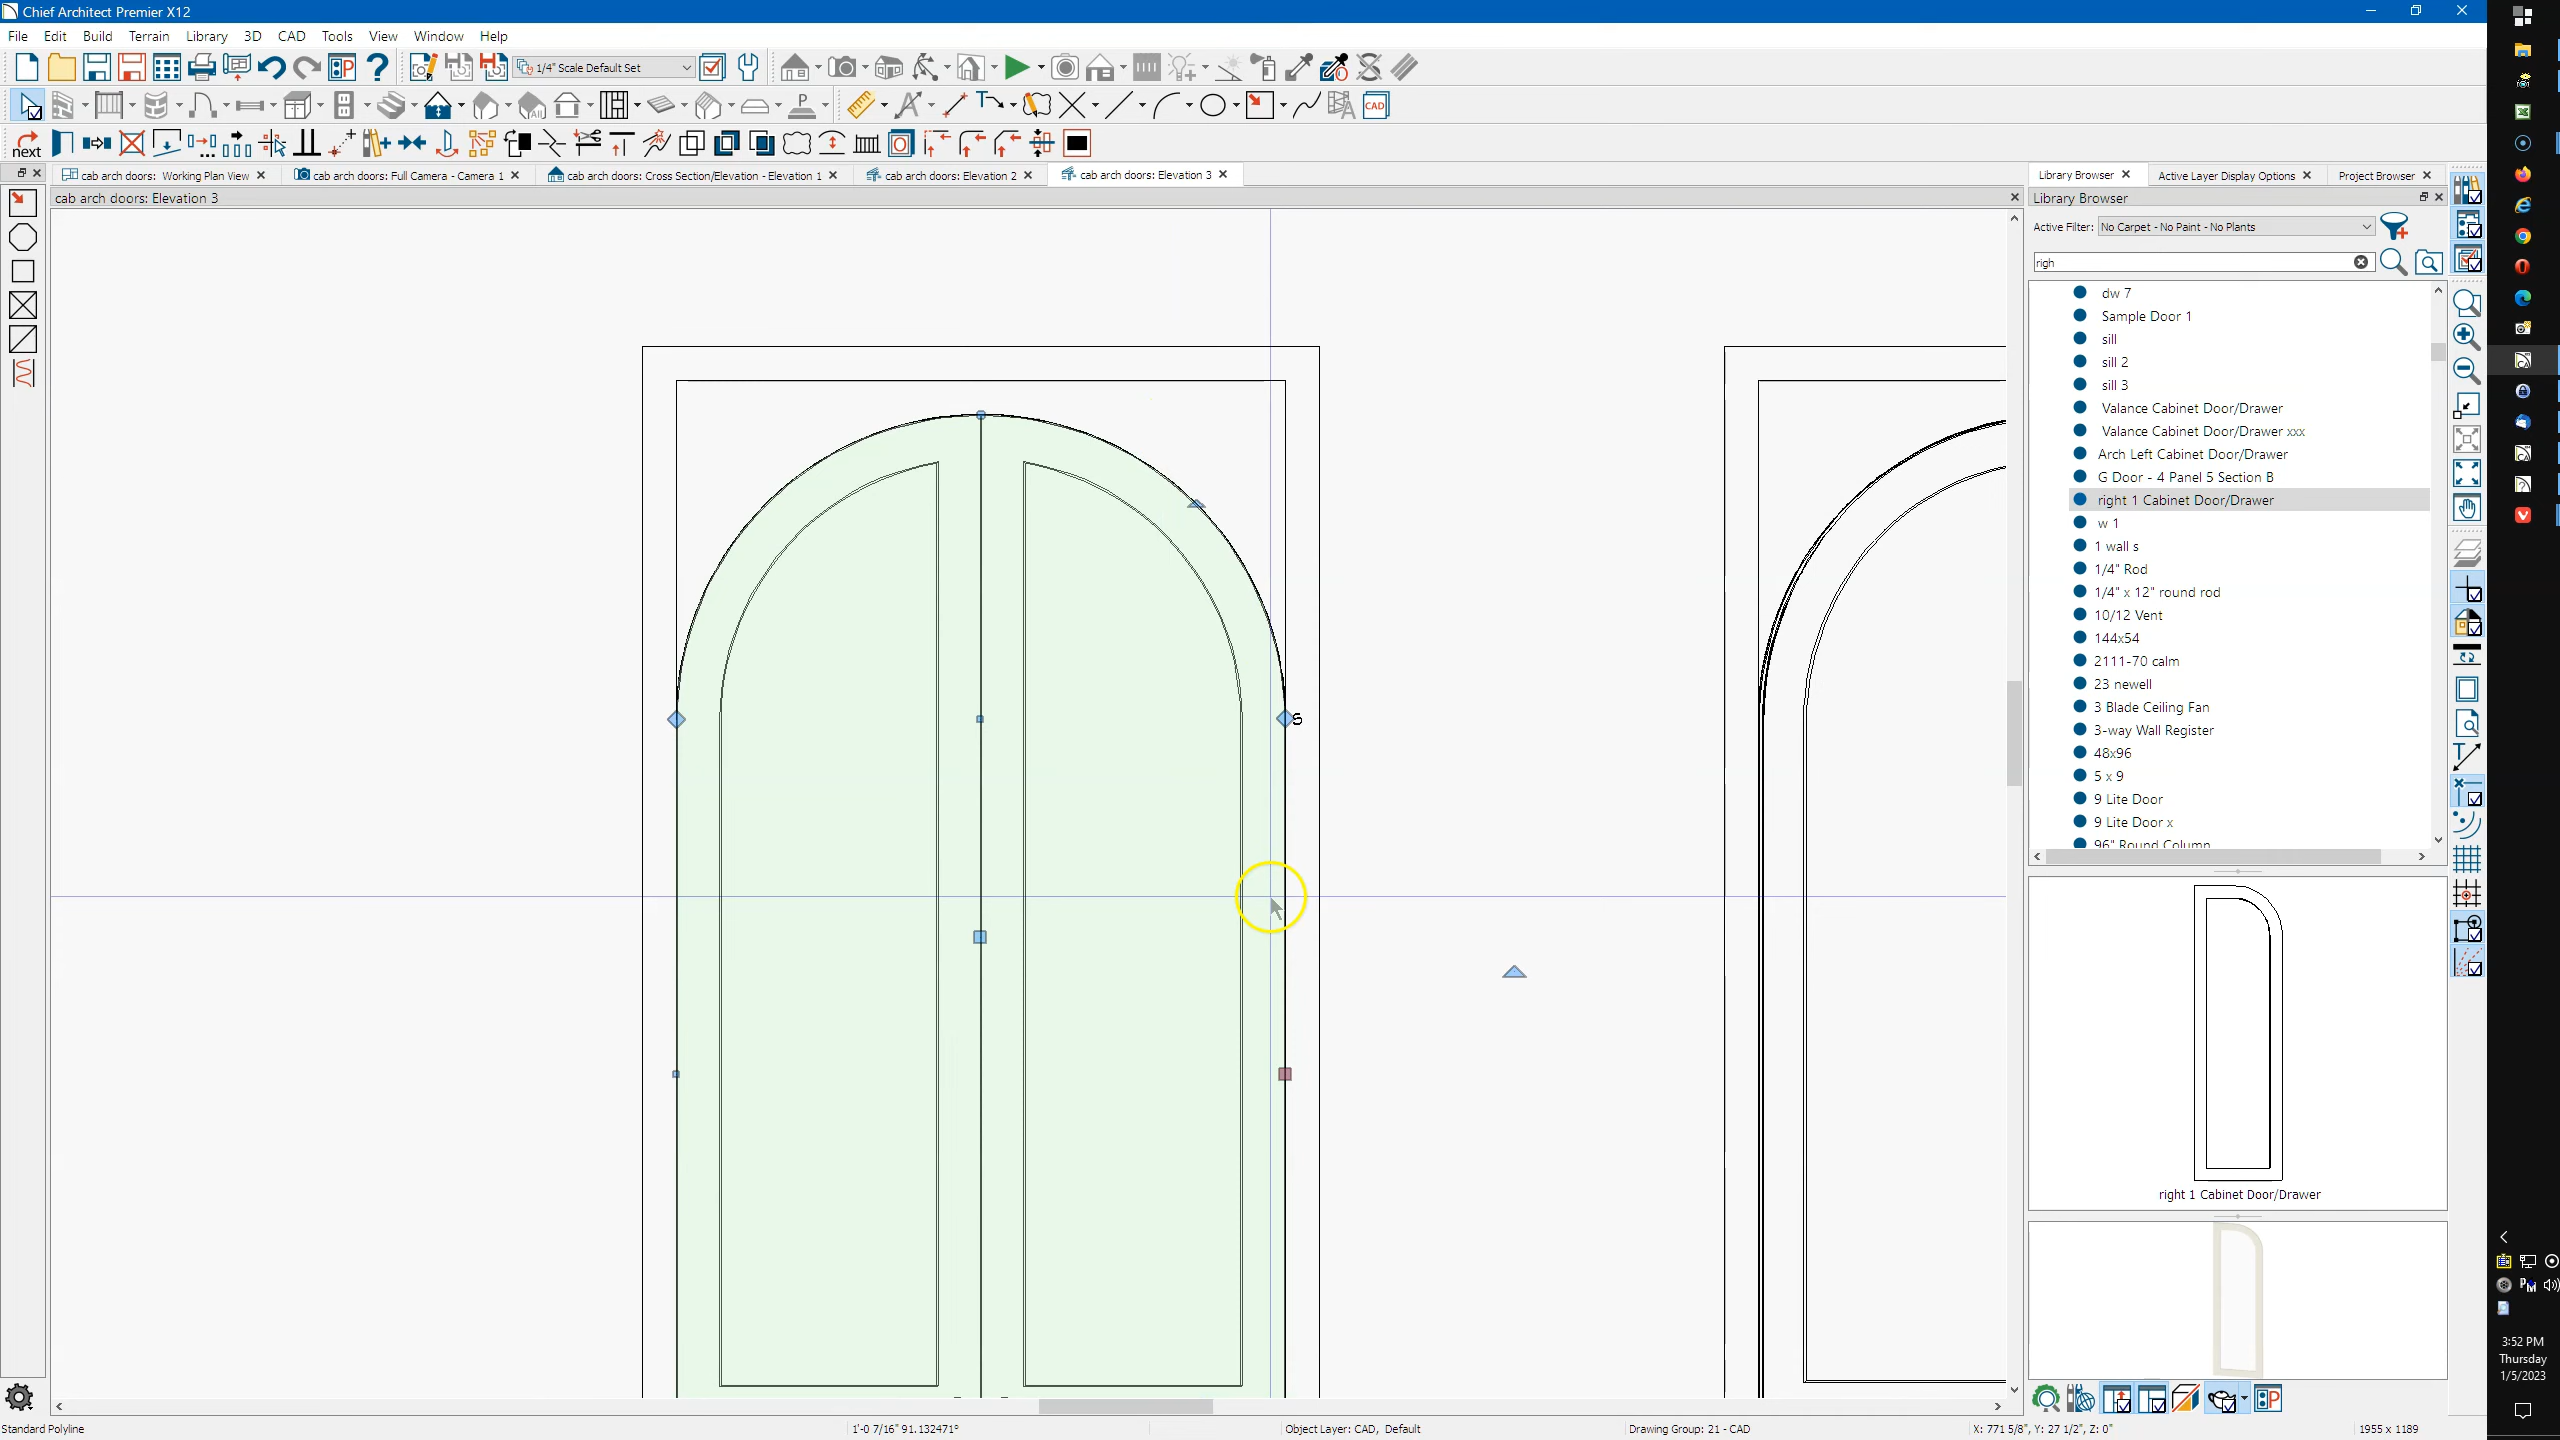 Chief Architect Premier X12
File Edit Build Terrain Library 3D CAD Tools View Window Help
1/4" Scale Default Set
ALL
P
CAD
next
cab arch doors: Working Plan View
cab arch doors: Full Camera - Camera 1
cab arch doors: Cross Section/Elevation - Elevation 1
cab arch doors: Elevation 2
cab arch doors: Elevation 3
Library Browser
Active Layer Display Options
Project Browser
cab arch doors: Elevation 3
Library Browser
Active Filter: No Carpet - No Paint - No Plants
righ
dw 7
Sample Door 1
sill
sill 2
sill 3
Valance Cabinet Door/Drawer
Valance Cabinet Door/Drawer xxx
Arch Left Cabinet Door/Drawer
G Door - 4 Panel 5 Section B
right 1 Cabinet Door/Drawer
w 1
1 wall s
1/4" Rod
1/4" x 12" round rod
10/12 Vent
144x54
2111-70 calm
23 newell
3 Blade Ceiling Fan
3-way Wall Register
48x96
5 x 9
9 Lite Door
9 Lite Door x
96" Round Column
S
right 1 Cabinet Door/Drawer
3:52 PM
Thursday
1/5/2023
Standard Polyline
1'-0 7/16" 91.132471°
Object Layer: CAD, Default
Drawing Group: 21 - CAD
X: 771 5/8", Y: 27 1/2", Z: 0"
1955 x 1189